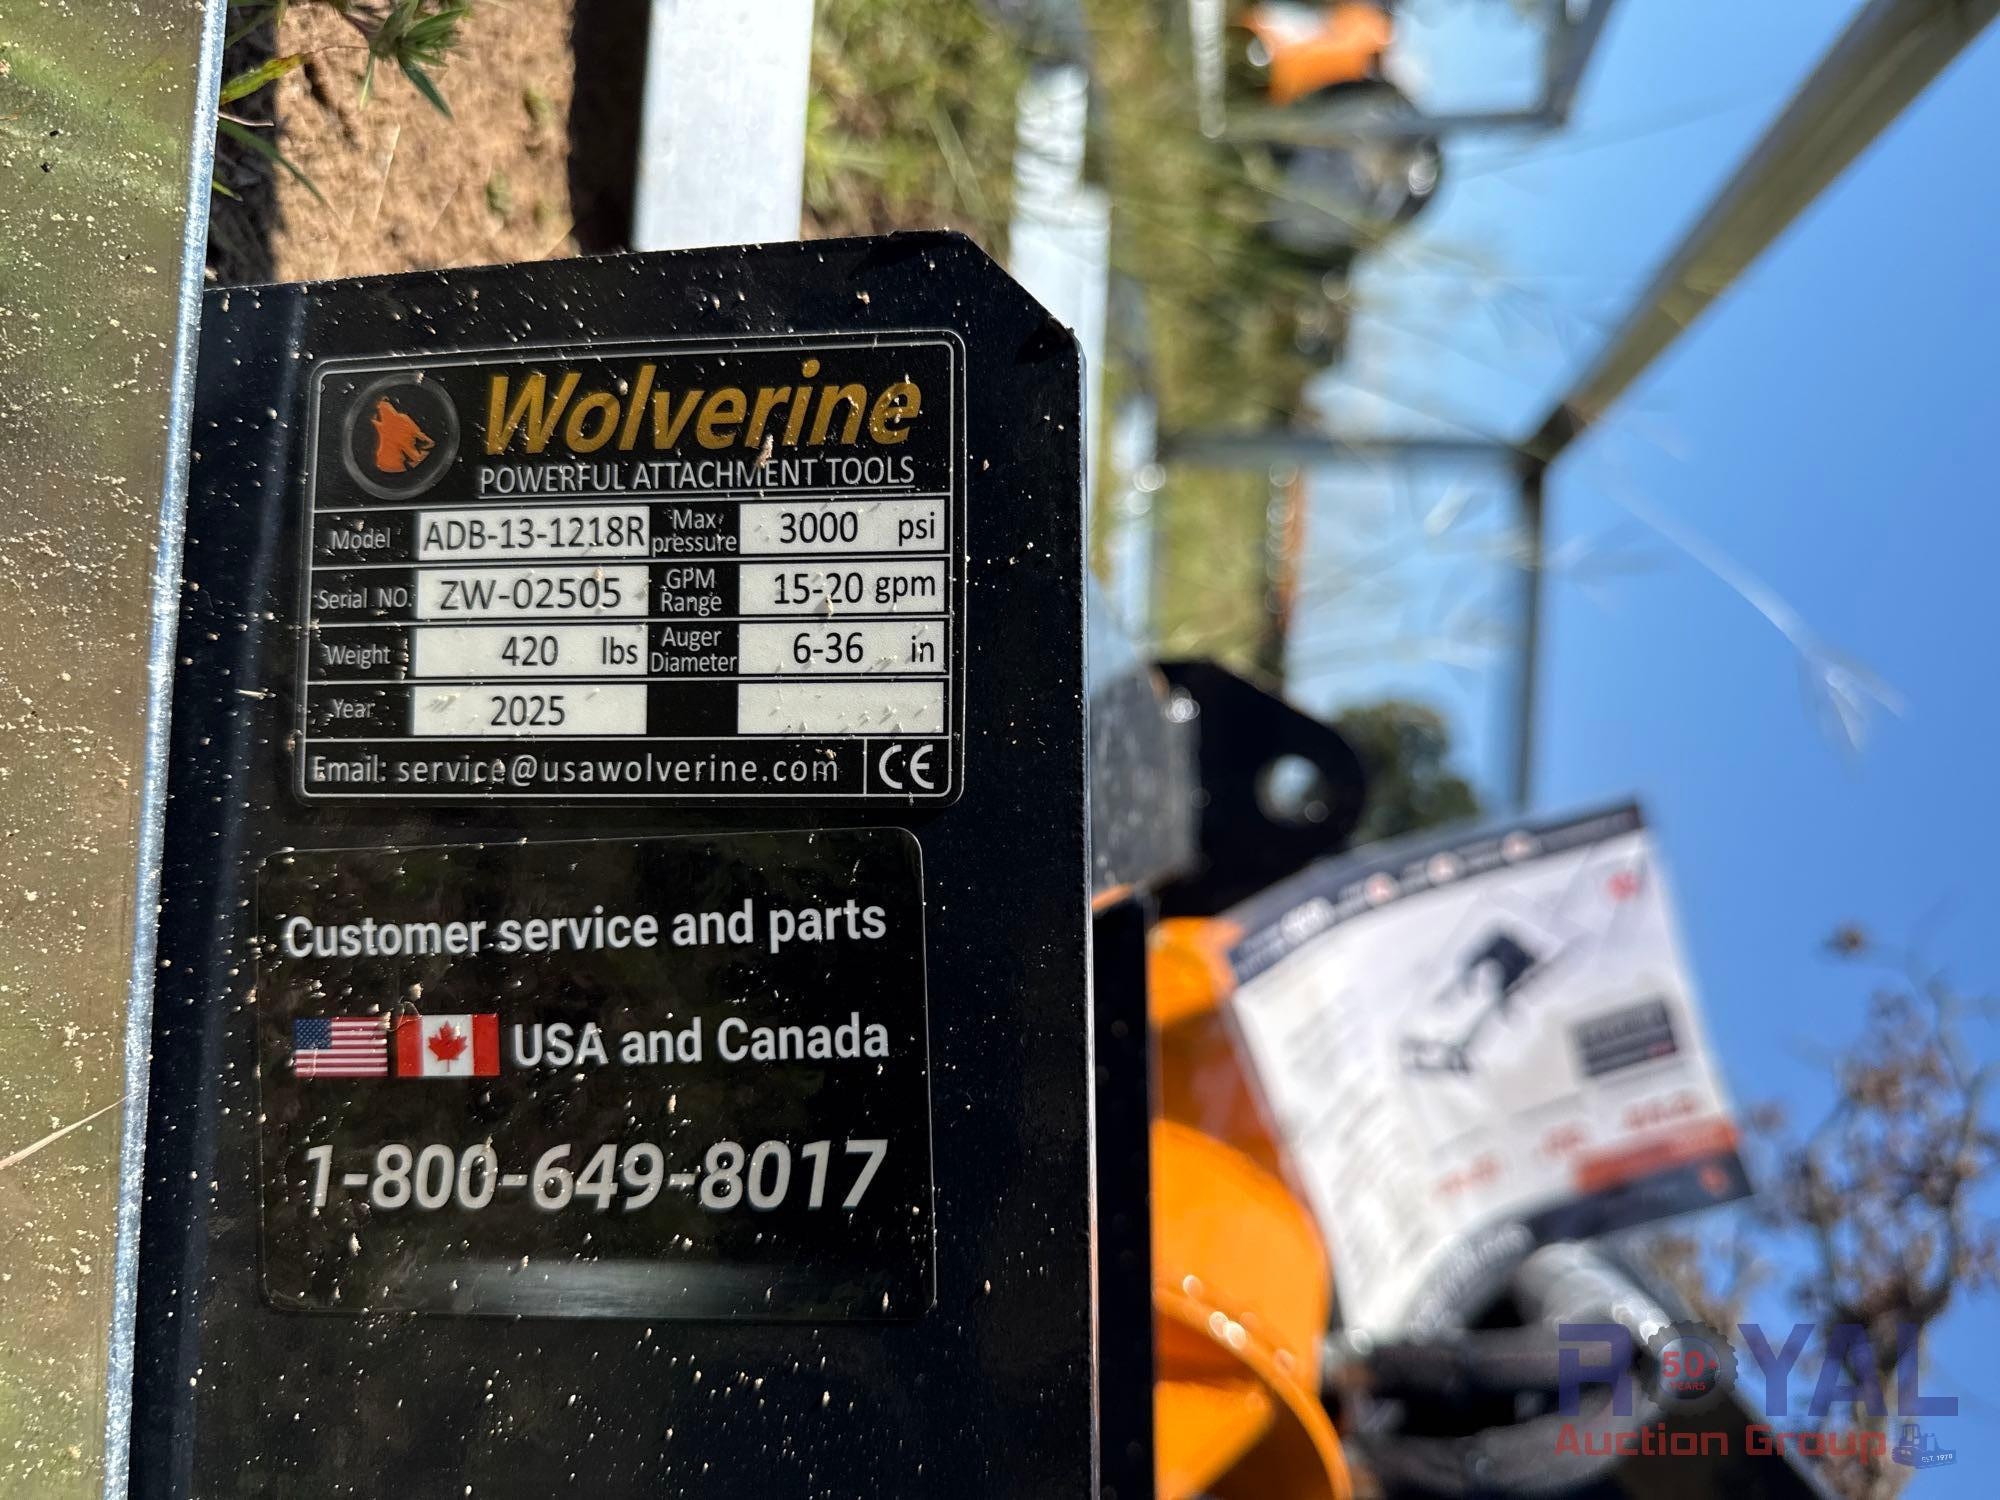 Wolverine
POWERFUL ATTACHMENT TOOLS
Model ADB-13-1218R Max pressure 3000 psi
Serial NO. ZW-02505 GPM Range 15-20 gpm
Weight 420 lbs Auger Diameter 6-36 in
Year 2025
Email: service@usawolverine.com CE
Customer service and parts
USA and Canada
1-800-649-8017
ROYAL
50+ YEARS
Auction Group
EST. 1970